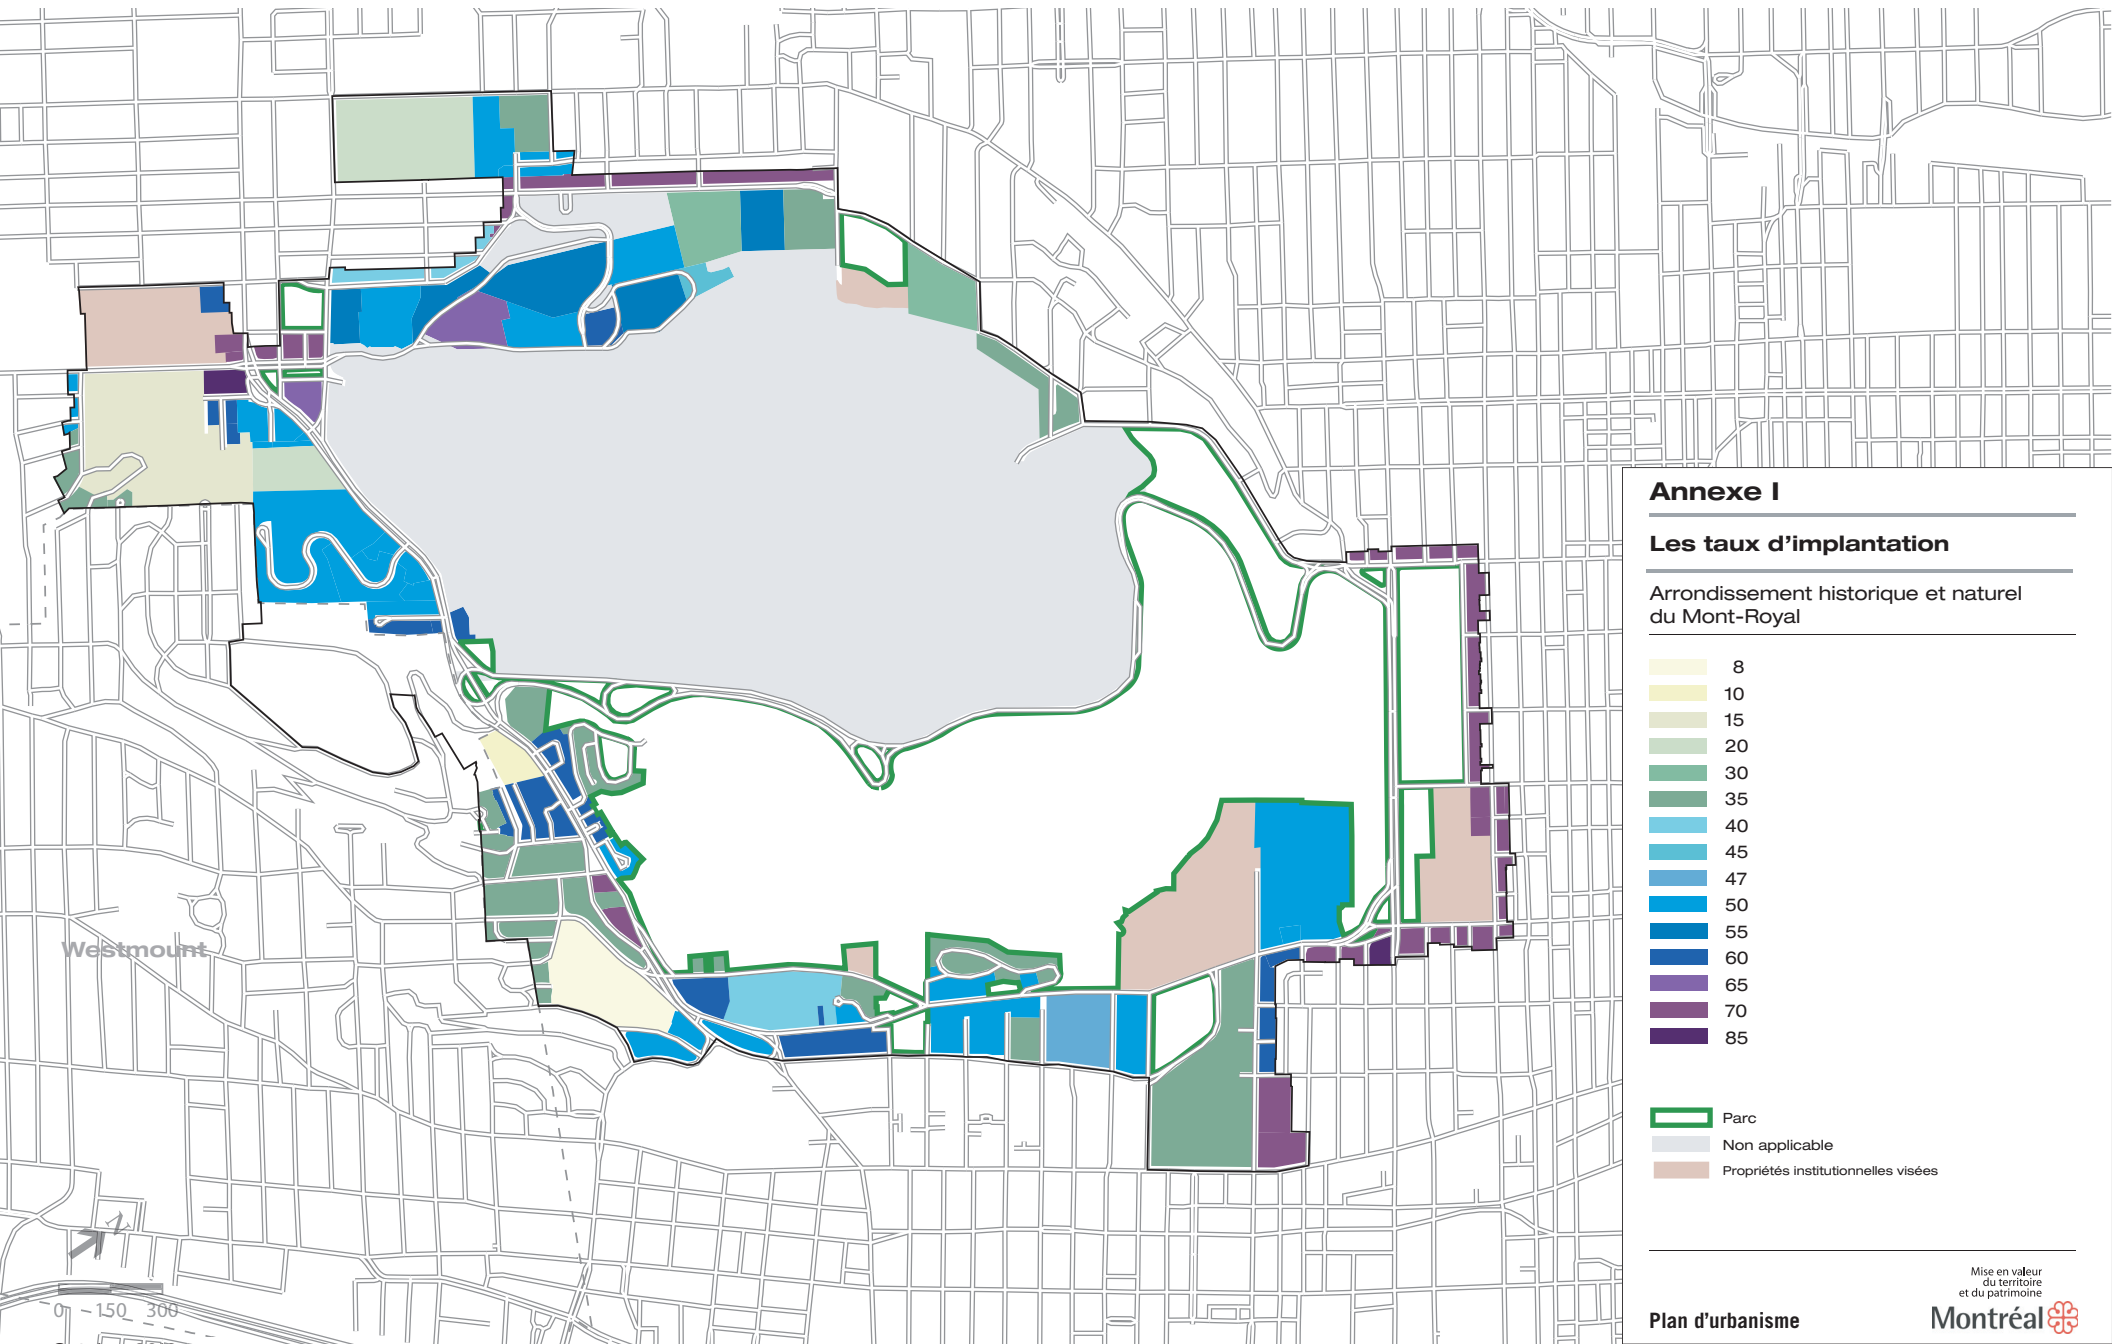 Annexe I
Les taux d'implantation
Arrondissement historique et naturel
du Mont-Royal
8
10
15
20
30
35
40
45
47
50
55
60
65
70
85
Parc
Non applicable
Propriétés institutionnelles visées
Westmount
N
0 150 300
Plan d'urbanisme
Mise en valeur
du territoire
et du patrimoine
Montréal